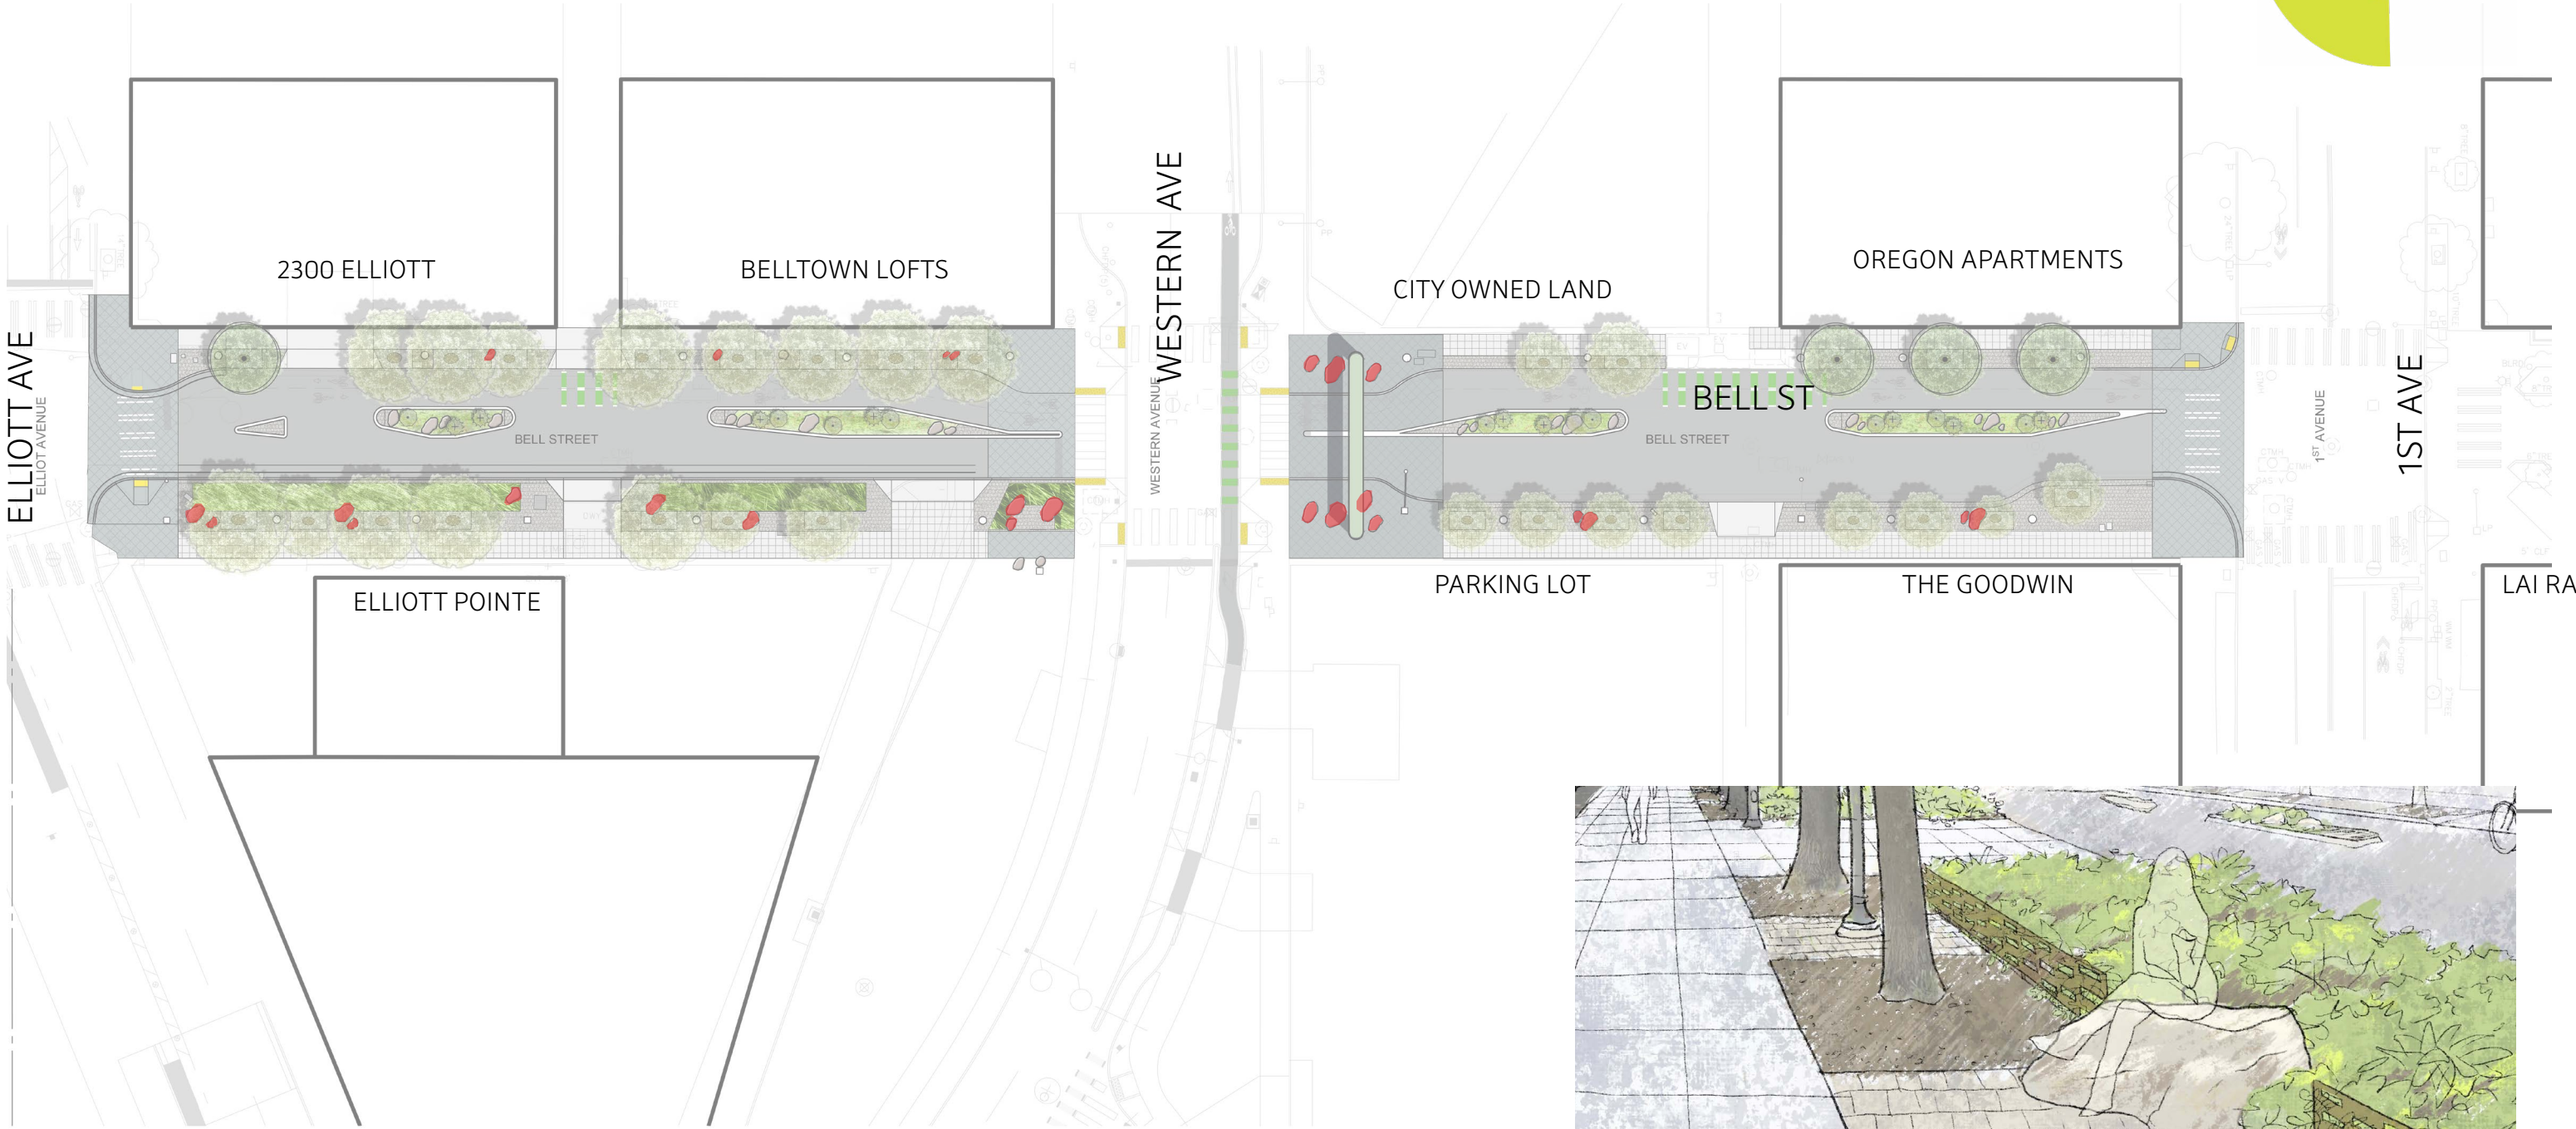 2300 ELLIOTT
BELLTOWN LOFTS
WESTERN AVE
CITY OWNED LAND
OREGON APARTMENTS
ELLIOTT AVE
ELLIOT AVENUE
BELL STREET
WESTERN AVENUE
BELL ST
BELL STREET
1ST AVENUE
1ST AVE
ELLIOTT POINTE
PARKING LOT
THE GOODWIN
LAI RA